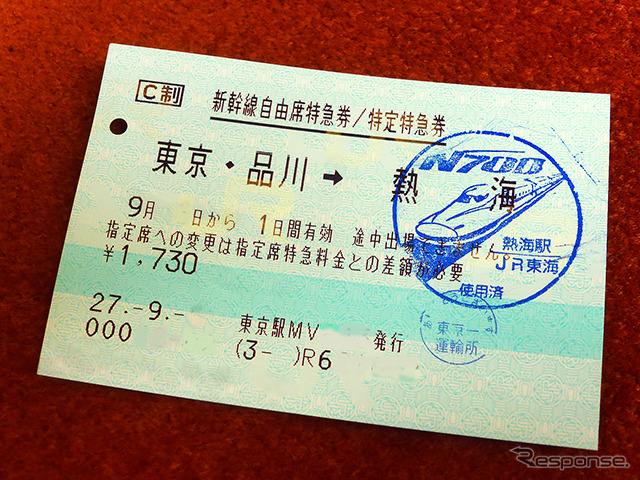 C制
新幹線自由席特急券/特定特急券
東京・品川 → 熱 海
9月 日から 1日間有効 途中出場できません。
指定席への変更は指定席特急料金との差額が必要
¥1,730
27.-9.-
000
東京駅MV 発行
(3- )R6
N700
熱海駅
JR東海
使用済
東京一
運輸所
Response.